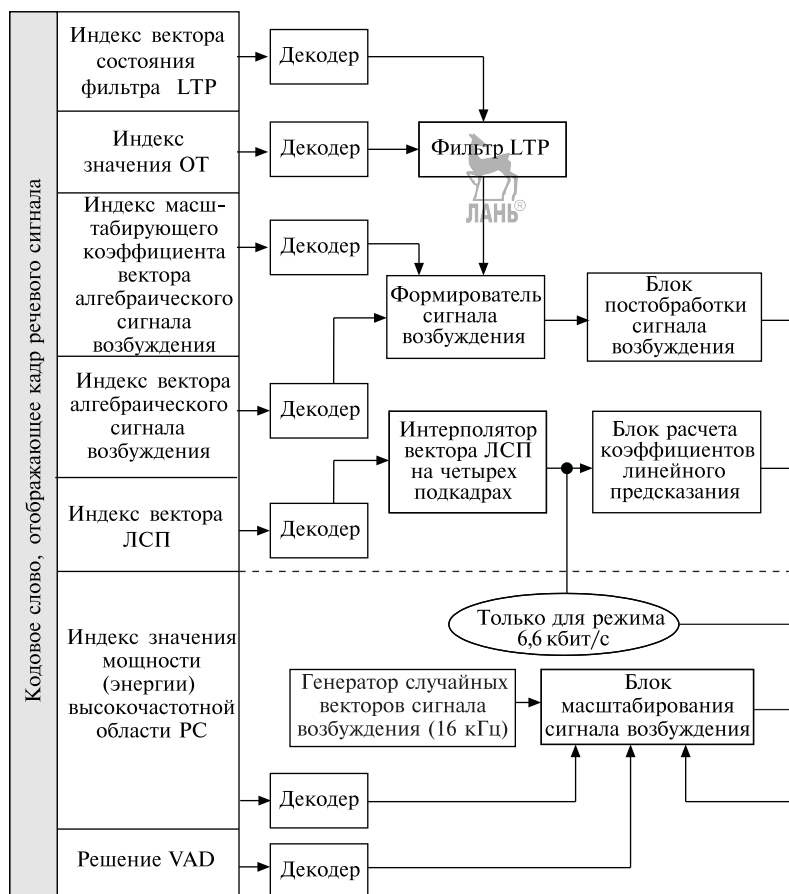 Кодовое слово, отображающее кадр речевого сигнала
Индекс вектора
состояния
фильтра LTP
Декодер
Индекс
значения ОТ
Декодер
Фильтр LTP
ЛАНЬ®
Индекс масш-
табирующего
коэффициента
вектора
алгебраического
сигнала
возбуждения
Декодер
Формирователь
сигнала
возбуждения
Блок
постобработки
сигнала
возбуждения
Индекс вектора
алгебраического
сигнала
возбуждения
Декодер
Интерполятор
вектора ЛСП
на четырех
подкадрах
Блок расчета
коэффициентов
линейного
предсказания
Индекс вектора
ЛСП
Декодер
Только для режима
6,6 кбит/с
Индекс значения
мощности
(энергии)
высокочастотной
области РС
Генератор случайных
векторов сигнала
возбуждения (16 кГц)
Блок
масштабирования
сигнала возбуждения
Декодер
Решение VAD
Декодер